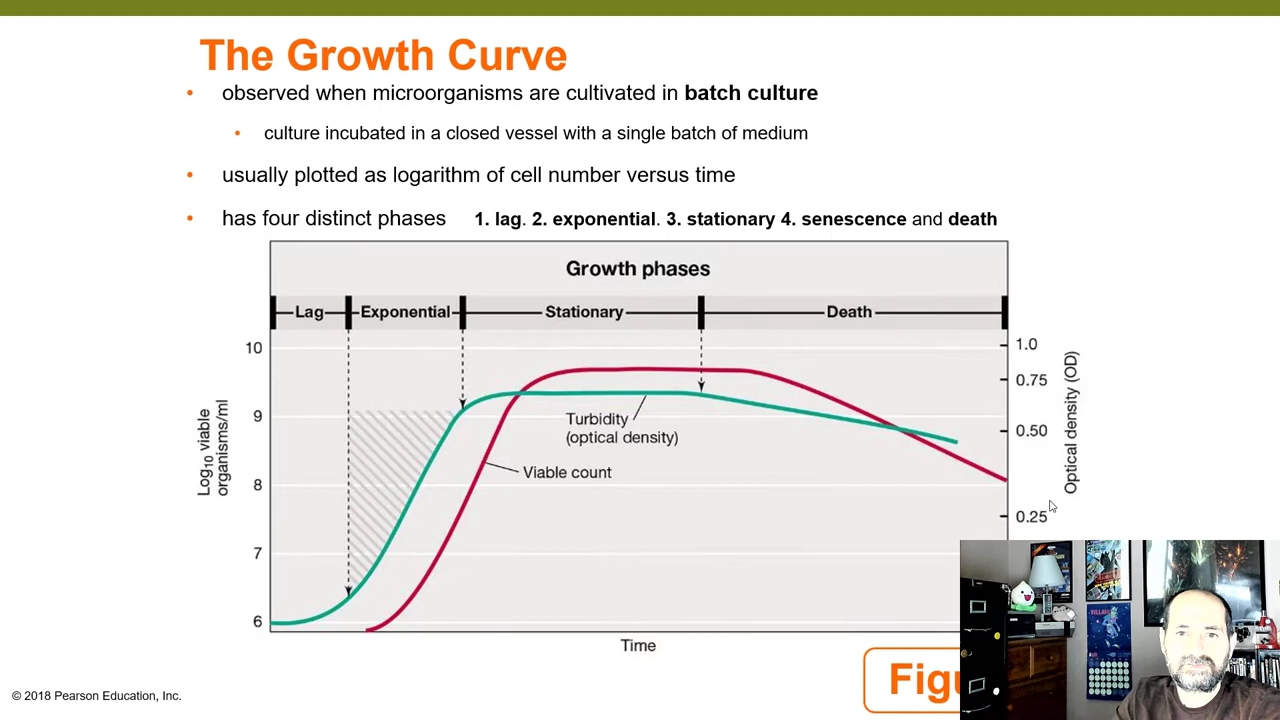 The Growth Curve
• observed when microorganisms are cultivated in batch culture
• culture incubated in a closed vessel with a single batch of medium
• usually plotted as logarithm of cell number versus time
• has four distinct phases 1. lag. 2. exponential. 3. stationary 4. senescence and death
Growth phases
Lag Exponential Stationary Death
10
9
8
7
6
Log10 viable
organisms/ml
Turbidity
(optical density)
Viable count
1.0
0.75
0.50
0.25
Optical density (OD)
Time
Figu
© 2018 Pearson Education, Inc.